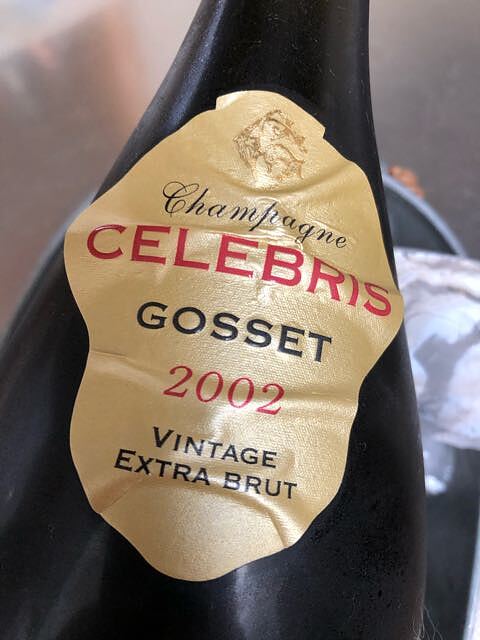 Champagne
CELEBRIS
GOSSET
2002
VINTAGE
EXTRA BRUT